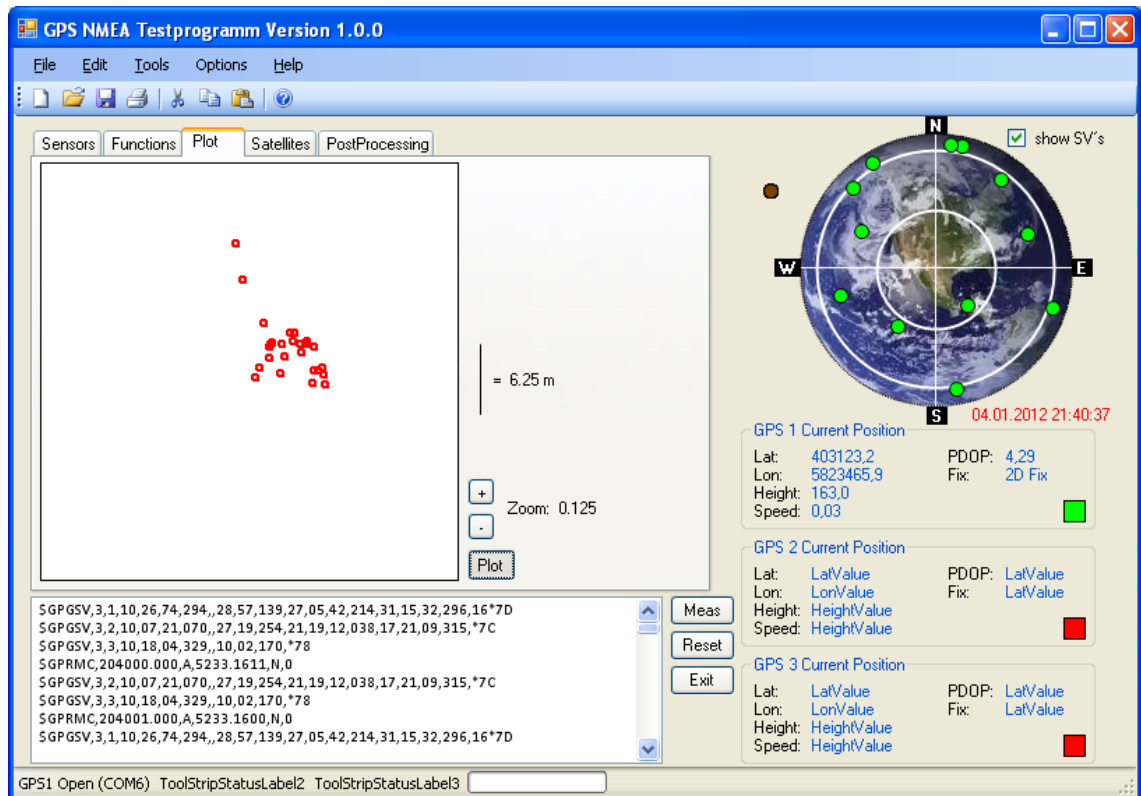 GPS NMEA Testprogramm Version 1.0.0
File Edit Tools Options Help
Sensors Functions Plot Satellites PostProcessing
= 6.25 m
+
Zoom: 0.125
-
Plot
N
show SV´s
W
E
S
04.01.2012 21:40:37
GPS 1 Current Position
Lat: 403123,2 PDOP: 4,29
Lon: 5823465,9 Fix: 2D Fix
Height: 163,0
Speed: 0,03
GPS 2 Current Position
Lat: LatValue PDOP: LatValue
Lon: LonValue Fix: LatValue
Height: HeightValue
Speed: HeightValue
GPS 3 Current Position
Lat: LatValue PDOP: LatValue
Lon: LonValue Fix: LatValue
Height: HeightValue
Speed: HeightValue
$GPGSV,3,1,10,26,74,294,,28,57,139,27,05,42,214,31,15,32,296,16*7D
$GPGSV,3,2,10,07,21,070,,27,19,254,21,19,12,038,17,21,09,315,*7C
$GPGSV,3,3,10,18,04,329,,10,02,170,*78
$GPRMC,204000.000,A,5233.1611,N,0
$GPGSV,3,2,10,07,21,070,,27,19,254,21,19,12,038,17,21,09,315,*7C
$GPGSV,3,3,10,18,04,329,,10,02,170,*78
$GPRMC,204001.000,A,5233.1600,N,0
$GPGSV,3,1,10,26,74,294,,28,57,139,27,05,42,214,31,15,32,296,16*7D
Meas
Reset
Exit
GPS1 Open (COM6) ToolStripStatusLabel2 ToolStripStatusLabel3